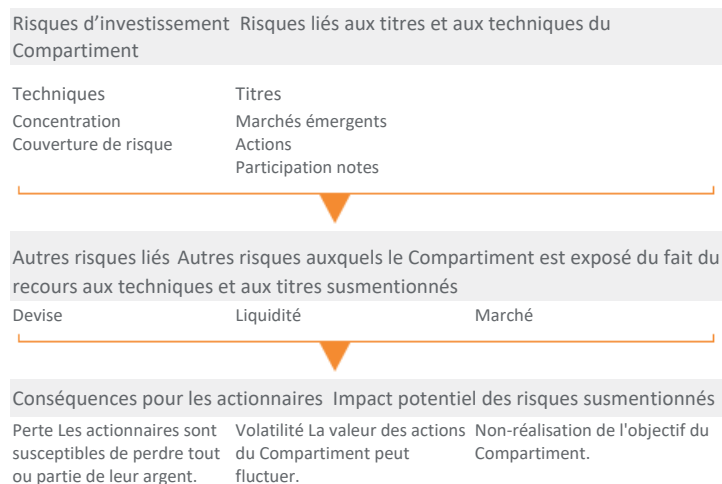 Risques d’investissement Risques liés aux titres et aux techniques du
Compartiment
Techniques
Concentration
Couverture de risque
Titres
Marchés émergents
Actions
Participation notes
Autres risques liés Autres risques auxquels le Compartiment est exposé du fait du
recours aux techniques et aux titres susmentionnés
Devise
Liquidité
Marché
Conséquences pour les actionnaires Impact potentiel des risques susmentionnés
Perte Les actionnaires sont
susceptibles de perdre tout
ou partie de leur argent.
Volatilité La valeur des actions
du Compartiment peut
fluctuer.
Non-réalisation de l'objectif du
Compartiment.